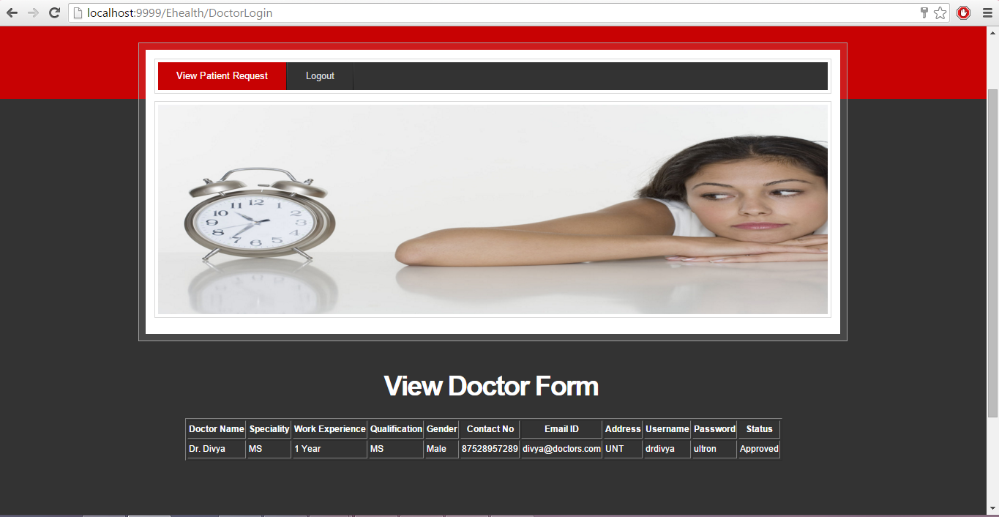 localhost:9999/Ehealth/DoctorLogin
View Patient Request Logout
12
11 1
10 2
9 3
8 4
7 5
6
View Doctor Form
Doctor Name Speciality Work Experience Qualification Gender Contact No Email ID Address Username Password Status
Dr. Divya MS 1 Year MS Male 87528957289 divya@doctors.com UNT drdivya ultron Approved